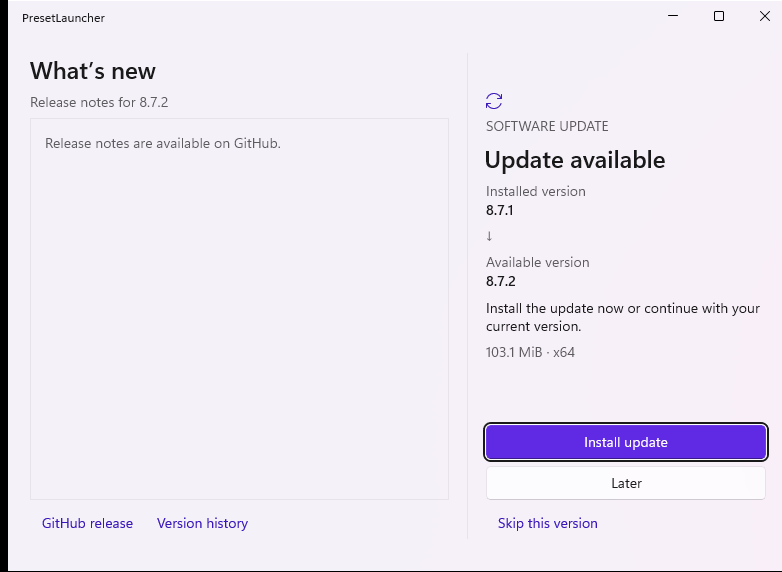 PresetLauncher
What's new
Release notes for 8.7.2
Release notes are available on GitHub.
GitHub release
Version history
SOFTWARE UPDATE
Update available
Installed version
8.7.1
↓
Available version
8.7.2
Install the update now or continue with your
current version.
103.1 MiB · x64
Install update
Later
Skip this version